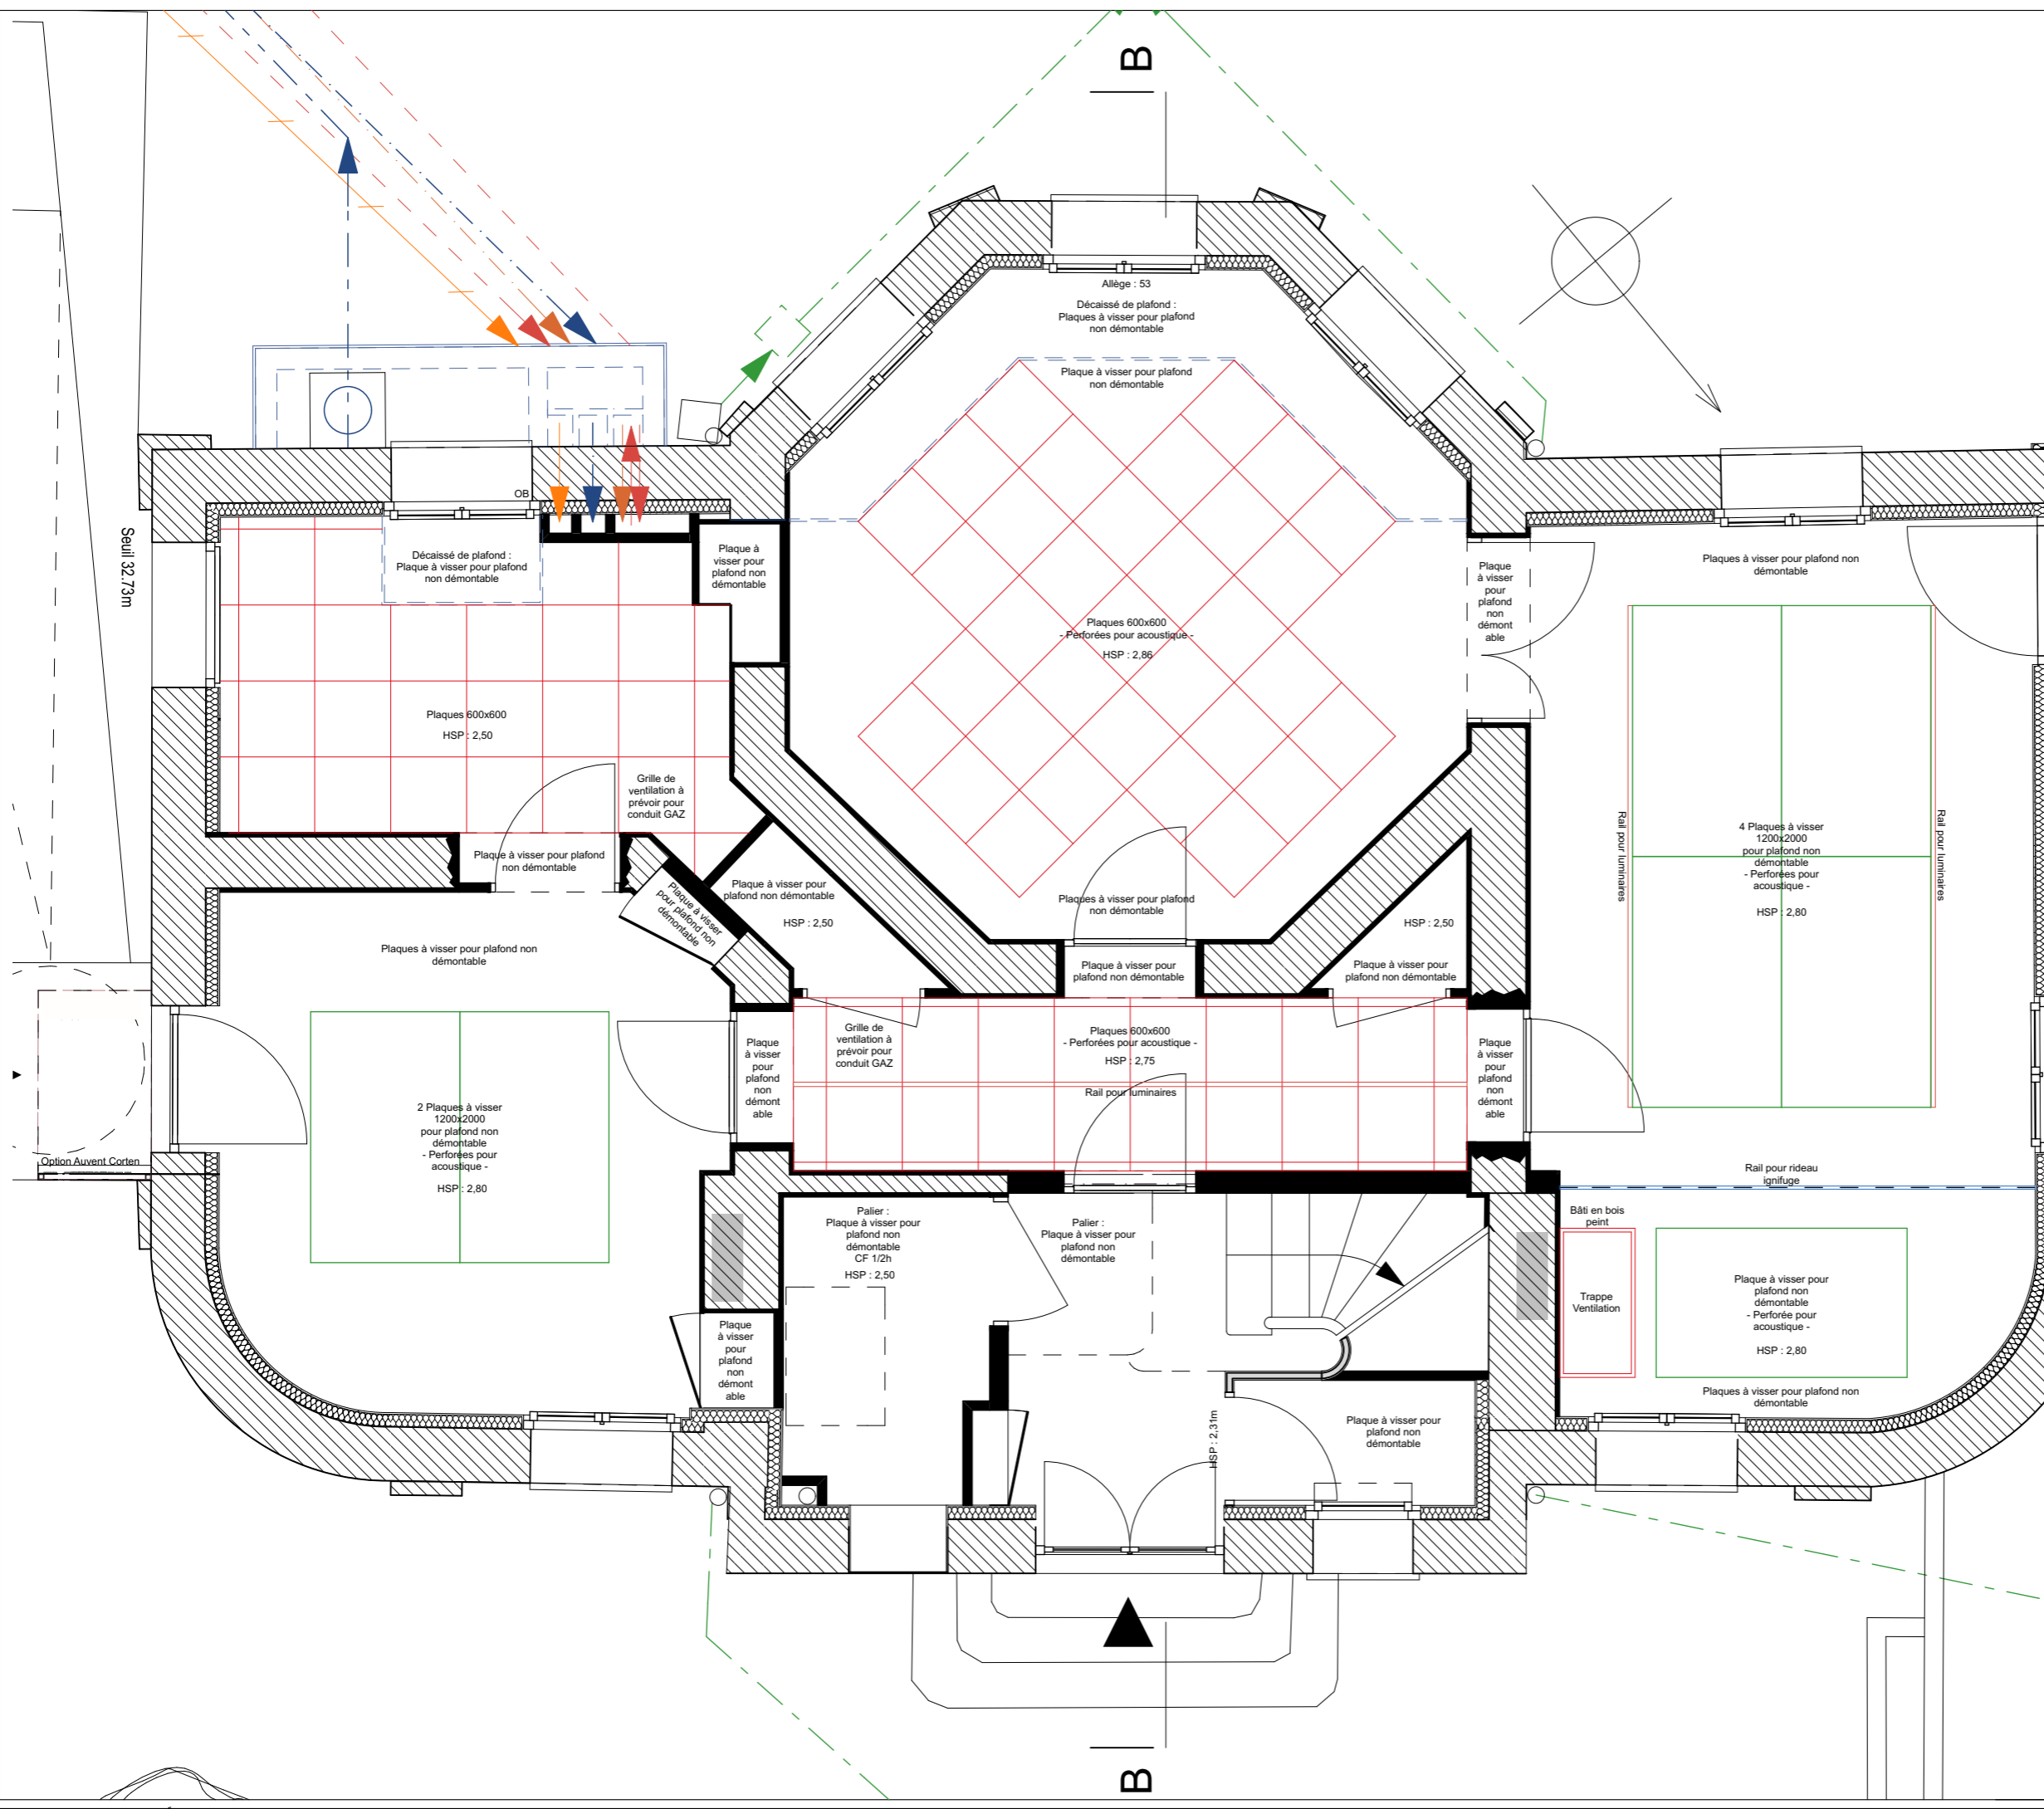 B
Allège : 53
Décaissé de plafond :
Plaques à visser pour plafond
non démontable
Plaque à visser pour plafond
non démontable
OB
Seuil 32.73m
Décaissé de plafond :
Plaque à visser pour plafond
non démontable
Plaque à
visser pour
plafond non
démontable
Plaque
à visser
pour
plafond
non
démont
able
Plaques à visser pour plafond non
démontable
Plaques 600x600
- Perforées pour acoustique -
HSP : 2,86
Plaques 600x600
HSP : 2,50
Grille de
ventilation à
prévoir pour
conduit GAZ
Rail pour luminaires
4 Plaques à visser
1200x2000
pour plafond non
démontable
- Perforées pour
acoustique -
HSP : 2,80
Rail pour luminaires
Plaque à visser pour plafond
non démontable
Plaque à visser
pour plafond non
démontable
Plaque à visser pour
plafond non démontable
HSP : 2,50
Plaques à visser pour plafond
non démontable
HSP : 2,50
Plaques à visser pour plafond non
démontable
Plaque à visser pour
plafond non démontable
Plaque à visser pour
plafond non démontable
Plaque
à visser
pour
plafond
non
démont
able
Grille de
ventilation à
prévoir pour
conduit GAZ
Plaques 600x600
- Perforées pour acoustique -
HSP : 2,75
Rail pour luminaires
Plaque
à visser
pour
plafond
non
démont
able
2 Plaques à visser
1200x2000
pour plafond non
démontable
- Perforées pour
acoustique -
HSP : 2,80
Option Auvent Corten
Rail pour rideau
ignifuge
Palier :
Plaque à visser pour
plafond non
démontable
CF 1/2h
HSP : 2,50
Palier :
Plaque à visser pour
plafond non
démontable
Bâti en bois
peint
Trappe
Ventilation
Plaque à visser pour
plafond non
démontable
- Perforée pour
acoustique -
HSP : 2,80
Plaque
à visser
pour
plafond
non
démont
able
Plaques à visser pour plafond non
démontable
HSP : 2,31m
Plaque à visser pour
plafond non
démontable
B